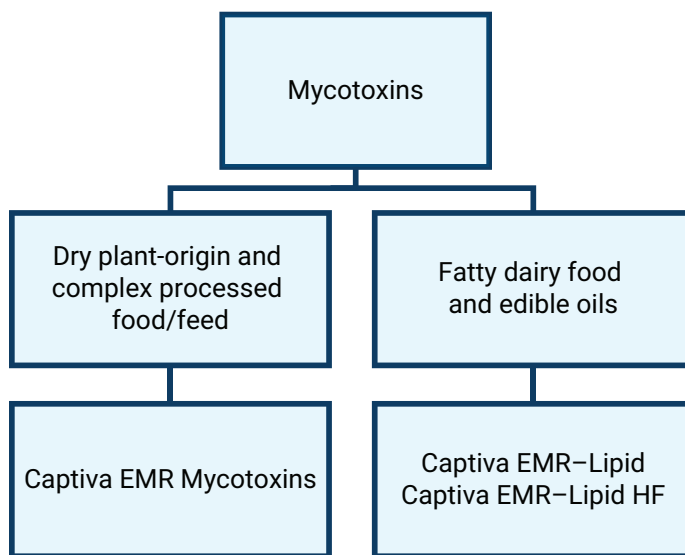 Mycotoxins
Dry plant-origin and
complex processed
food/feed
Fatty dairy food
and edible oils
Captiva EMR Mycotoxins
Captiva EMR–Lipid
Captiva EMR–Lipid HF